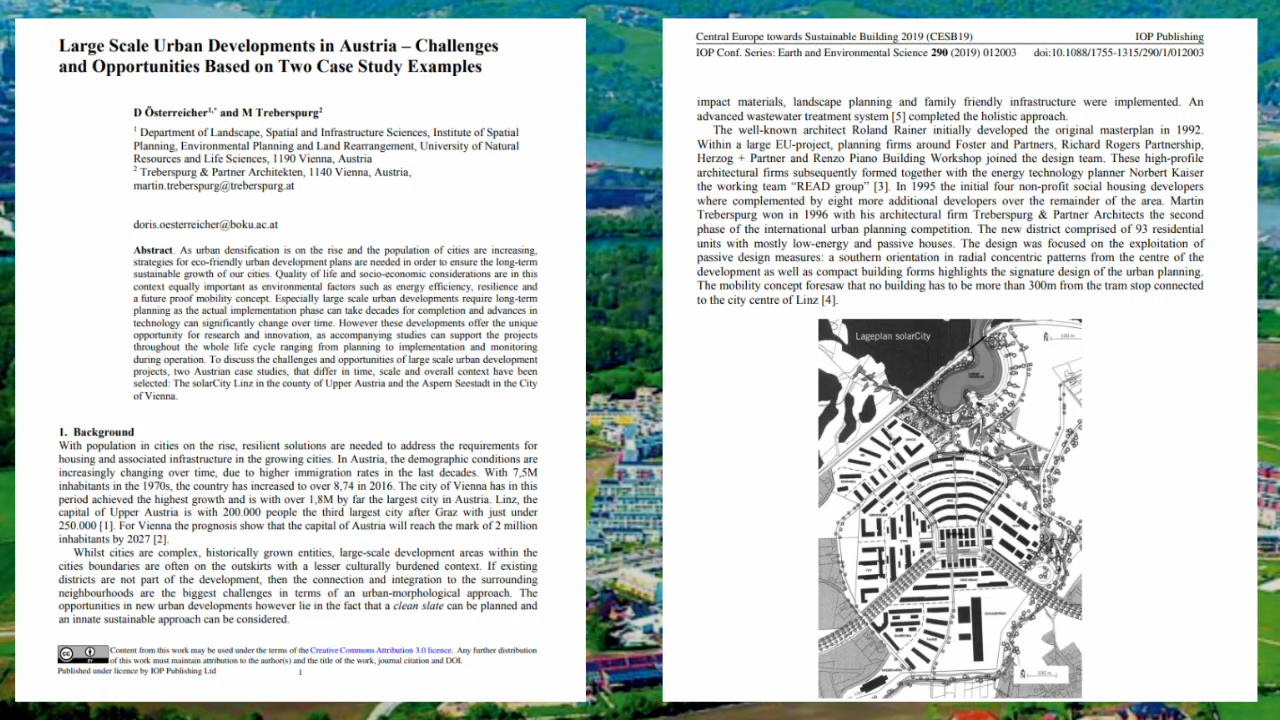 Large Scale Urban Developments in Austria – Challenges
and Opportunities Based on Two Case Study Examples
D Österreicher1,* and M Treberspurg2
1 Department of Landscape, Spatial and Infrastructure Sciences, Institute of Spatial
Planning, Environmental Planning and Land Rearrangement, University of Natural
Resources and Life Sciences, 1190 Vienna, Austria
2 Treberspurg & Partner Architekten, 1140 Vienna, Austria,
martin.treberspurg@treberspurg.at
doris.oesterreicher@boku.ac.at
Abstract. As urban densification is on the rise and the population of cities are increasing,
strategies for eco-friendly urban development plans are needed in order to ensure the long-term
sustainable growth of our cities. Quality of life and socio-economic considerations are in this
context equally important as environmental factors such as energy efficiency, resilience and
a future proof mobility concept. Especially large scale urban developments require long-term
planning as the actual implementation phase can take decades for completion and advances in
technology can significantly change over time. However these developments offer the unique
opportunity for research and innovation, as accompanying studies can support the projects
throughout the whole life cycle ranging from planning to implementation and monitoring
during operation. To discuss the challenges and opportunities of large scale urban development
projects, two Austrian case studies, that differ in time, scale and overall context have been
selected: The solarCity Linz in the county of Upper Austria and the Aspern Seestadt in the City
of Vienna.
1. Background
With population in cities on the rise, resilient solutions are needed to address the requirements for
housing and associated infrastructure in the growing cities. In Austria, the demographic conditions are
increasingly changing over time, due to higher immigration rates in the last decades. With 7,5M
inhabitants in the 1970s, the country has increased to over 8,74 in 2016. The city of Vienna has in this
period achieved the highest growth and is with over 1,8M by far the largest city in Austria. Linz, the
capital of Upper Austria is with 200.000 people the third largest city after Graz with just under
250.000 [1]. For Vienna the prognosis show that the capital of Austria will reach the mark of 2 million
inhabitants by 2027 [2].
Whilst cities are complex, historically grown entities, large-scale development areas within the
cities boundaries are often on the outskirts with a lesser culturally burdened context. If existing
districts are not part of the development, then the connection and integration to the surrounding
neighbourhoods are the biggest challenges in terms of an urban-morphological approach. The
opportunities in new urban developments however lie in the fact that a clean slate can be planned and
an innate sustainable approach can be considered.
cc BY
Content from this work may be used under the terms of the Creative Commons Attribution 3.0 licence. Any further distribution
of this work must maintain attribution to the author(s) and the title of the work, journal citation and DOI.
Published under licence by IOP Publishing Ltd
1
Central Europe towards Sustainable Building 2019 (CESB19) IOP Publishing
IOP Conf. Series: Earth and Environmental Science 290 (2019) 012003 doi:10.1088/1755-1315/290/1/012003
impact materials, landscape planning and family friendly infrastructure were implemented. An
advanced wastewater treatment system [5] completed the holistic approach.
The well-known architect Roland Rainer initially developed the original masterplan in 1992.
Within a large EU-project, planning firms around Foster and Partners, Richard Rogers Partnership,
Herzog + Partner and Renzo Piano Building Workshop joined the design team. These high-profile
architectural firms subsequently formed together with the energy technology planner Norbert Kaiser
the working team “READ group” [3]. In 1995 the initial four non-profit social housing developers
where complemented by eight more additional developers over the remainder of the area. Martin
Treberspurg won in 1996 with his architectural firm Treberspurg & Partner Architects the second
phase of the international urban planning competition. The new district comprised of 93 residential
units with mostly low-energy and passive houses. The design was focused on the exploitation of
passive design measures: a southern orientation in radial concentric patterns from the centre of the
development as well as compact building forms highlights the signature design of the urban planning.
The mobility concept foresaw that no building has to be more than 300m from the tram stop connected
to the city centre of Linz [4].
Lageplan solarCity